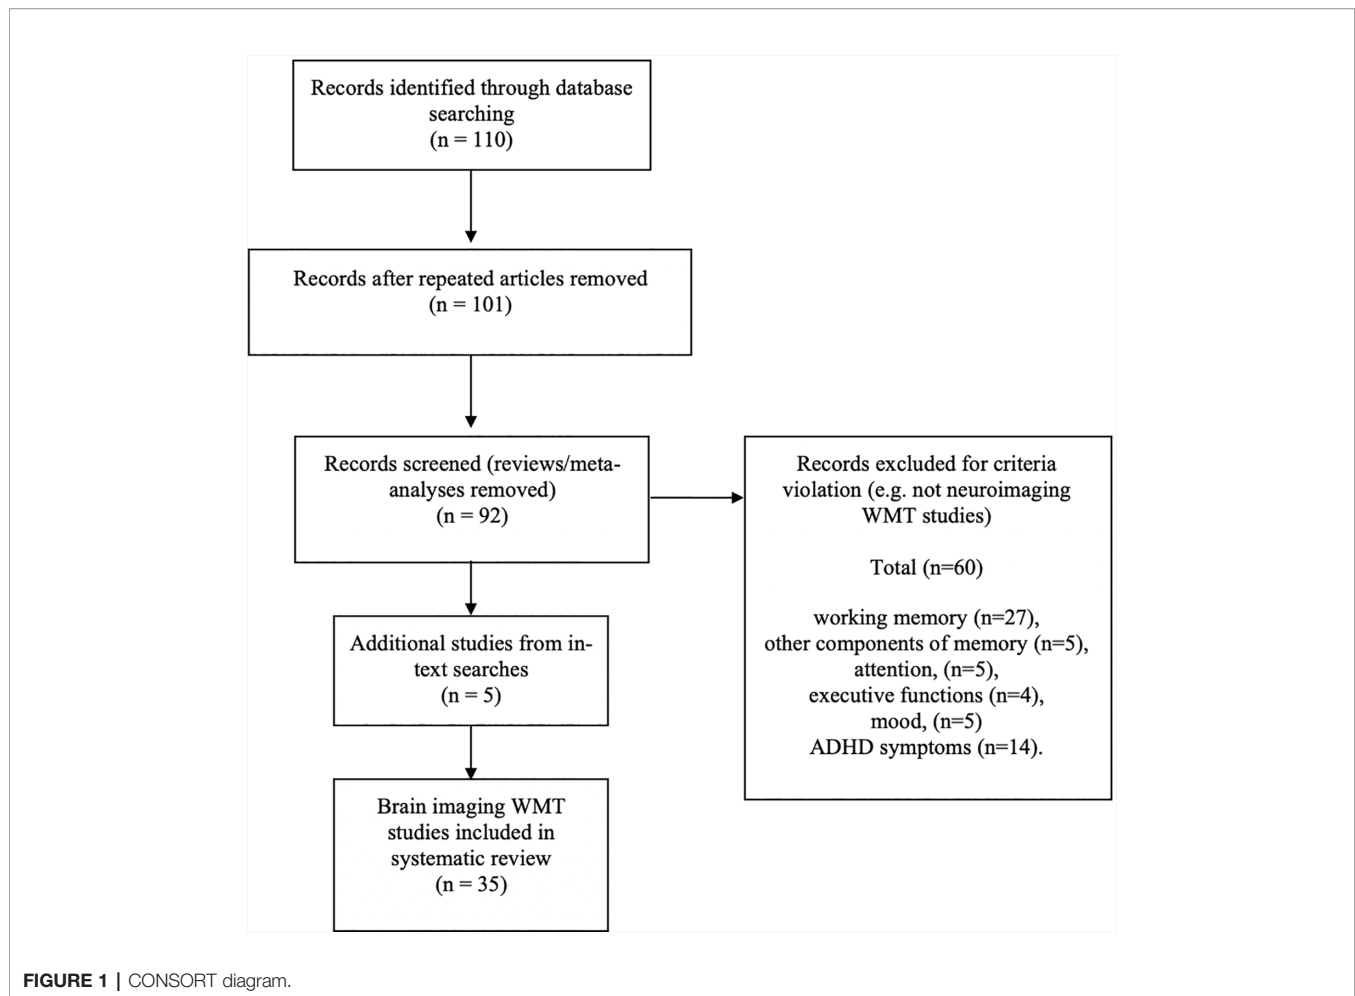 Records identified through database
searching
(n = 110)
Records after repeated articles removed
(n = 101)
Records screened (reviews/meta-
analyses removed)
(n = 92)
Records excluded for criteria
violation (e.g. not neuroimaging
WMT studies)
Total (n=60)
working memory (n=27),
other components of memory (n=5),
attention, (n=5),
executive functions (n=4),
mood, (n=5)
ADHD symptoms (n=14).
Additional studies from in-
text searches
(n = 5)
Brain imaging WMT
studies included in
systematic review
(n = 35)
FIGURE 1 | CONSORT diagram.